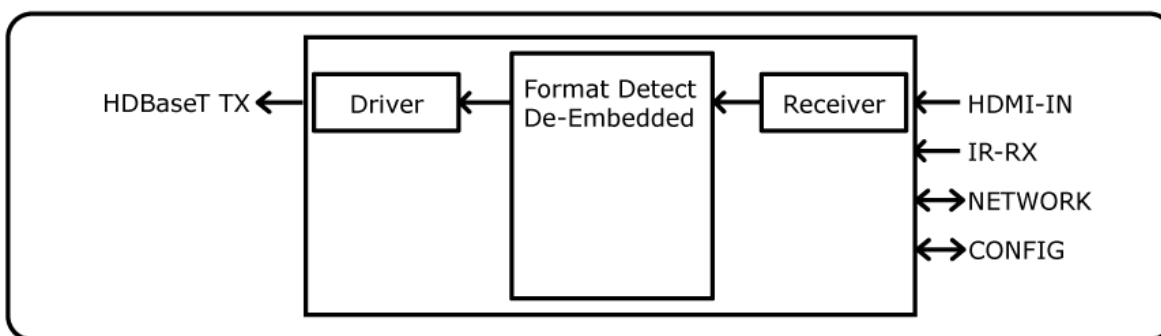 HDBaseT TX
Driver
Format Detect
De-Embedded
Receiver
HDMI-IN
IR-RX
NETWORK
CONFIG